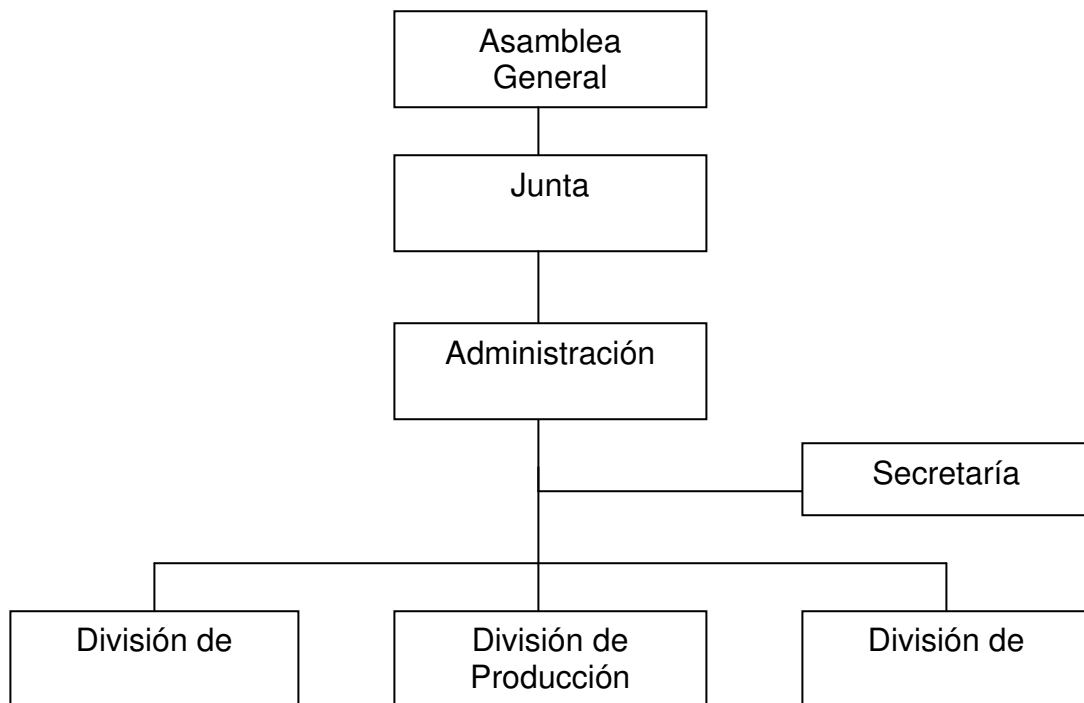 Asamblea
General
Junta
Administración
Secretaría
División de
División de
Producción
División de